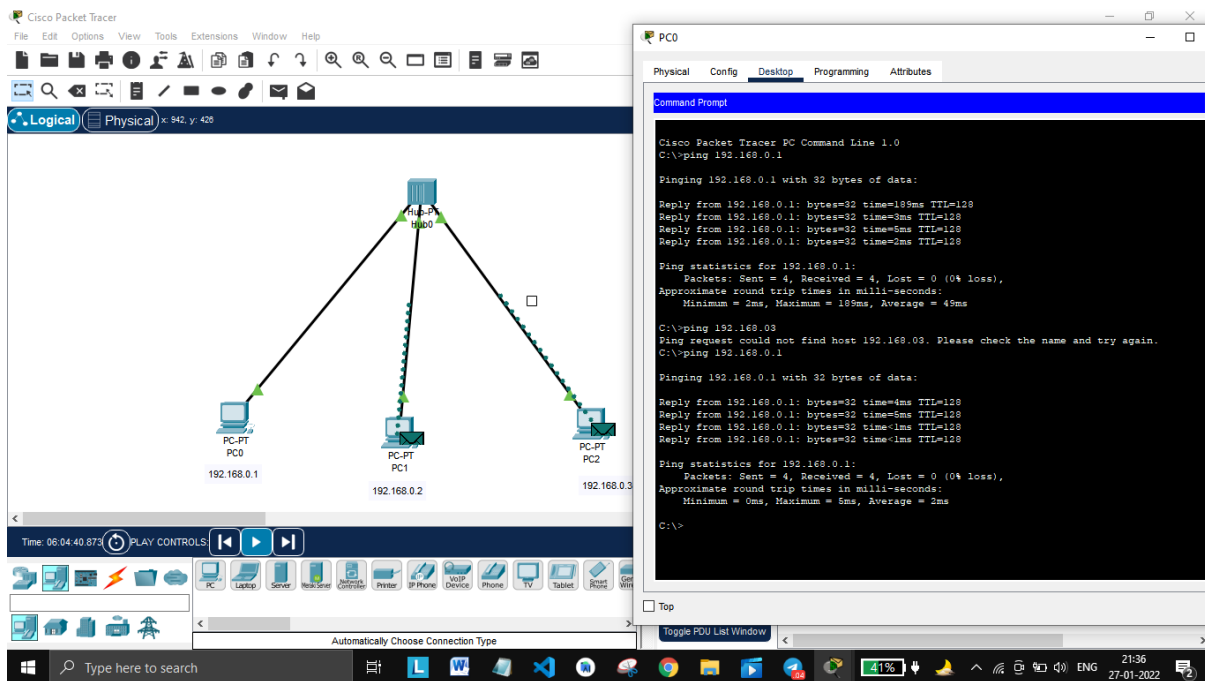 Cisco Packet Tracer
File Edit Options View Tools Extensions Window Help
Logical Physical x: 942, y: 426
Hub-PT
Hub0
PC-PT
PC0
192.168.0.1
PC-PT
PC1
192.168.0.2
PC-PT
PC2
192.168.0.3
Time: 06:04:40.873 PLAY CONTROLS:
PC Laptop Server Meraki Server Network Controller Printer IP Phone VoIP Device Phone TV Tablet Smart Phone
Automatically Choose Connection Type
PC0
Physical Config Desktop Programming Attributes
Command Prompt
Cisco Packet Tracer PC Command Line 1.0
C:\>ping 192.168.0.1
Pinging 192.168.0.1 with 32 bytes of data:
Reply from 192.168.0.1: bytes=32 time=189ms TTL=128
Reply from 192.168.0.1: bytes=32 time=3ms TTL=128
Reply from 192.168.0.1: bytes=32 time=5ms TTL=128
Reply from 192.168.0.1: bytes=32 time=2ms TTL=128
Ping statistics for 192.168.0.1:
Packets: Sent = 4, Received = 4, Lost = 0 (0% loss),
Approximate round trip times in milli-seconds:
Minimum = 2ms, Maximum = 189ms, Average = 49ms
C:\>ping 192.168.03
Ping request could not find host 192.168.03. Please check the name and try again.
C:\>ping 192.168.0.1
Pinging 192.168.0.1 with 32 bytes of data:
Reply from 192.168.0.1: bytes=32 time=4ms TTL=128
Reply from 192.168.0.1: bytes=32 time=5ms TTL=128
Reply from 192.168.0.1: bytes=32 time<1ms TTL=128
Reply from 192.168.0.1: bytes=32 time<1ms TTL=128
Ping statistics for 192.168.0.1:
Packets: Sent = 4, Received = 4, Lost = 0 (0% loss),
Approximate round trip times in milli-seconds:
Minimum = 0ms, Maximum = 5ms, Average = 2ms
C:\>
Top
Toggle PDU List Window
Type here to search
41%
ENG
21:36
27-01-2022
2